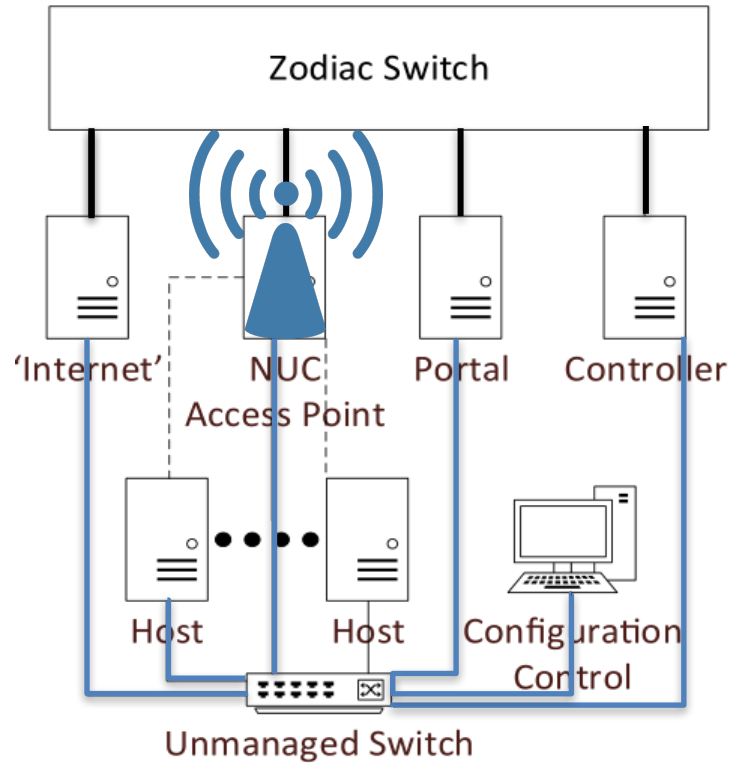 Zodiac Switch
‘Internet’
NUC
Access Point
Portal
Controller
Host
Host
Configuration
Control
Unmanaged Switch